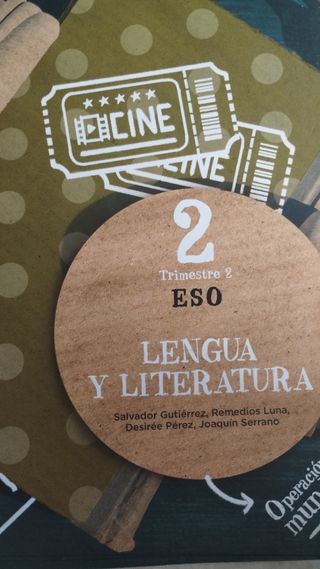 CINE
CINE
2
Trimestre 2
ESO
LENGUA
Y LITERATURA
Salvador Gutiérrez, Remedios Luna,
Desirée Pérez, Joaquín Serrano